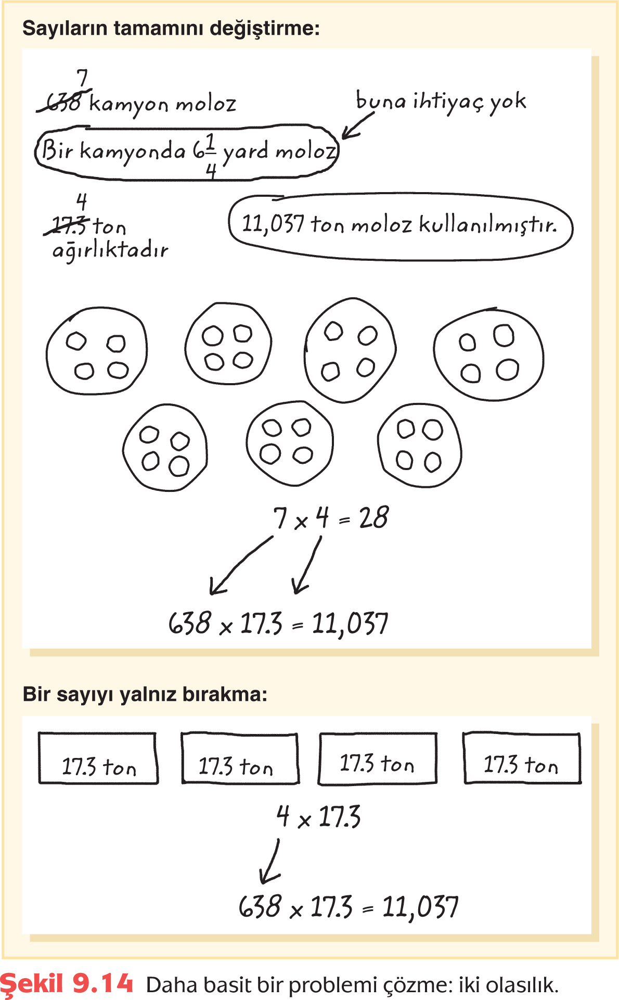 Sayıların tamamını değiştirme:
7
638 kamyon moloz
buna ihtiyaç yok
Bir kamyonda 6 1/4 yard moloz
4
17.3 ton
ağırlıktadır
11,037 ton moloz kullanılmıştır.
7 x 4 = 28
638 x 17.3 = 11,037
Bir sayıyı yalnız bırakma:
17.3 ton 17.3 ton 17.3 ton 17.3 ton
4 x 17.3
638 x 17.3 = 11,037
Şekil 9.14 Daha basit bir problemi çözme: iki olasılık.